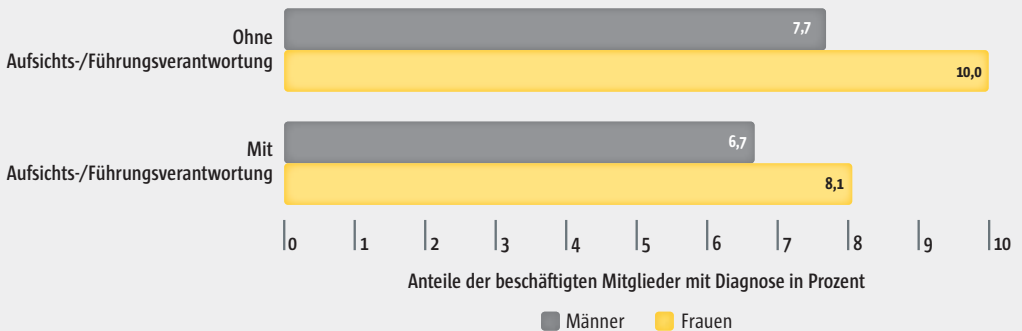 Ohne
Aufsichts-/Führungsverantwortung
7,7
10,0
Mit
Aufsichts-/Führungsverantwortung
6,7
8,1
0 1 2 3 4 5 6 7 8 9 10
Anteile der beschäftigten Mitglieder mit Diagnose in Prozent
Männer Frauen